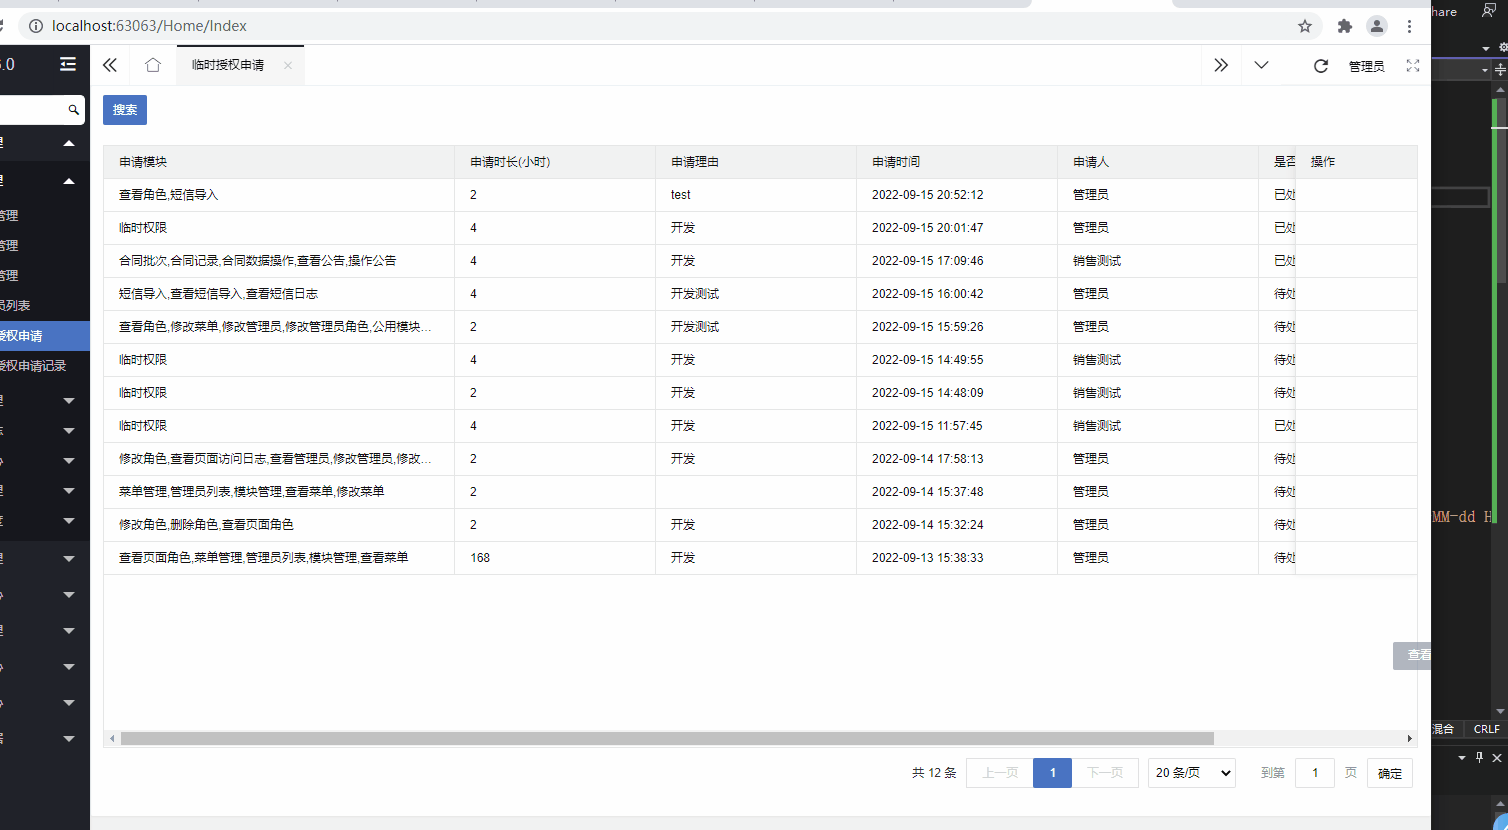 hare
localhost:63063/Home/Index
.0
临时授权申请
管理员
搜索
申请模块 申请时长(小时) 申请理由 申请时间 申请人 是否 操作
查看角色,短信导入 2 test 2022-09-15 20:52:12 管理员 已处
临时权限 4 开发 2022-09-15 20:01:47 管理员 已处
合同批次,合同记录,合同数据操作,查看公告,操作公告 4 开发 2022-09-15 17:09:46 销售测试 已处
短信导入,查看短信导入,查看短信日志 4 开发测试 2022-09-15 16:00:42 管理员 待处
查看角色,修改菜单,修改管理员,修改管理员角色,公用模块... 2 开发测试 2022-09-15 15:59:26 管理员 待处
临时权限 4 开发 2022-09-15 14:49:55 销售测试 待处
临时权限 2 开发 2022-09-15 14:48:09 销售测试 待处
临时权限 4 开发 2022-09-15 11:57:45 销售测试 已处
修改角色,查看页面访问日志,查看管理员,修改管理员,修改... 2 开发 2022-09-14 17:58:13 管理员 待处
菜单管理,管理员列表,模块管理,查看菜单,修改菜单 2 2022-09-14 15:37:48 管理员 待处
修改角色,删除角色,查看页面角色 2 开发 2022-09-14 15:32:24 管理员 待处
查看页面角色,菜单管理,管理员列表,模块管理,查看菜单 168 开发 2022-09-13 15:38:33 管理员 待处
管理
管理
管理
员列表
授权申请
授权申请记录
MM-dd H
查看
混合 CRLF
共 12 条 上一页 1 下一页 20 条/页 到第 1 页 确定